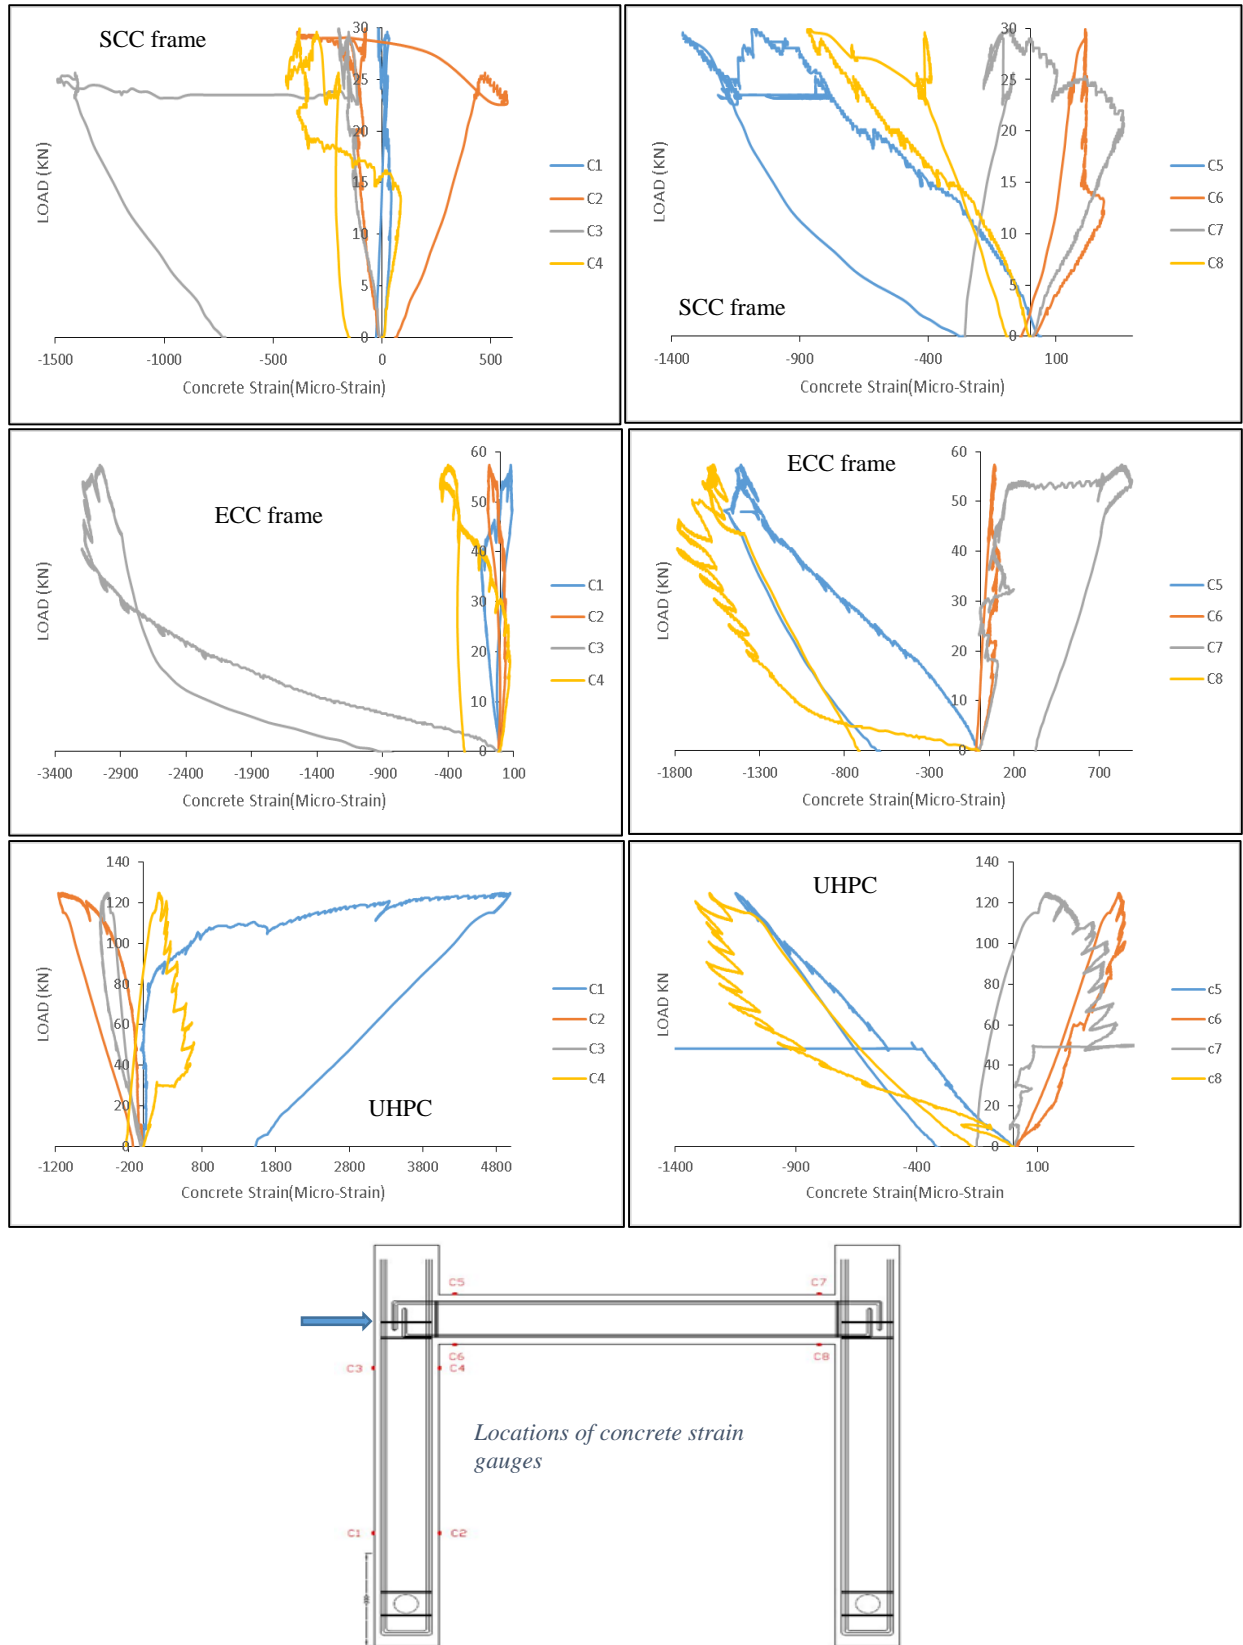 SCC frame
LOAD (KN)
30
25
20
15
10
5
0
-1500 -1000 -500 0 500
Concrete Strain(Micro-Strain)
C1
C2
C3
C4
SCC frame
LOAD (KN)
30
25
20
15
10
5
0
-1400 -900 -400 100
Concrete Strain(Micro-Strain)
C5
C6
C7
C8
ECC frame
LOAD (KN)
60
50
40
30
20
10
0
-3400 -2900 -2400 -1900 -1400 -900 -400 100
Concrete Strain(Micro-Strain)
C1
C2
C3
C4
ECC frame
LOAD (KN)
60
50
40
30
20
10
0
-1800 -1300 -800 -300 200 700
Concrete Strain(Micro-Strain)
C5
C6
C7
C8
UHPC
LOAD (KN)
140
120
100
80
60
40
20
0
-1200 -200 800 1800 2800 3800 4800
Concrete Strain(Micro-Strain)
C1
C2
C3
C4
UHPC
LOAD KN
140
120
100
80
60
40
20
0
-1400 -900 -400 100
Concrete Strain(Micro-Strain
c5
c6
c7
c8
C5 C7
C6 C8
C3 C4
Locations of concrete strain
gauges
C1 C2